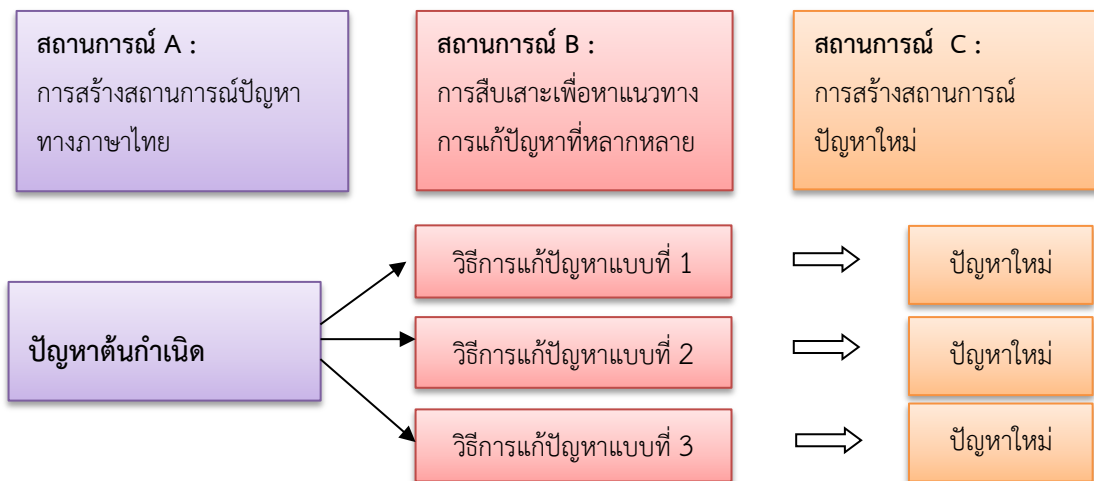 สถานการณ์ A :
การสร้างสถานการณ์ปัญหา
ทางภาษาไทย
สถานการณ์ B :
การสืบเสาะเพื่อหาแนวทาง
การแก้ปัญหาที่หลากหลาย
สถานการณ์ C :
การสร้างสถานการณ์
ปัญหาใหม่
ปัญหาต้นกำเนิด
วิธีการแก้ปัญหาแบบที่ 1
ปัญหาใหม่
วิธีการแก้ปัญหาแบบที่ 2
ปัญหาใหม่
วิธีการแก้ปัญหาแบบที่ 3
ปัญหาใหม่